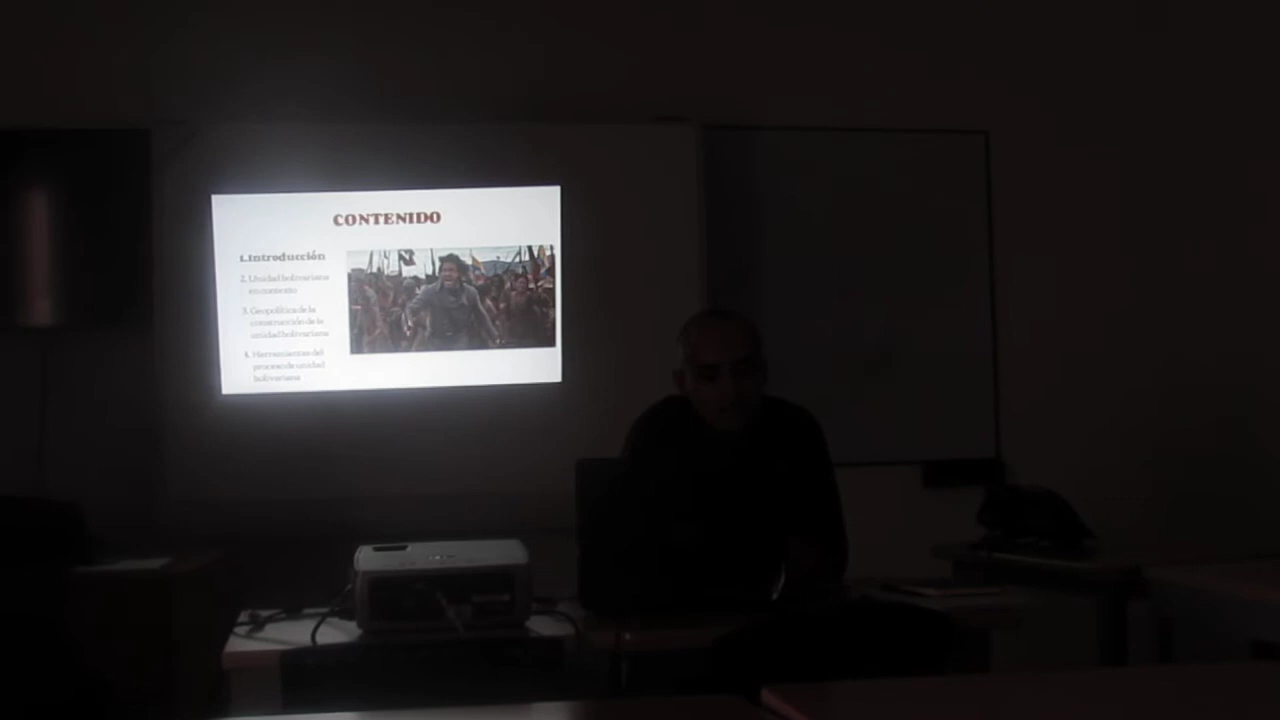 CONTENIDO
1.Introducción
2. Unidad bolivariana
en contexto
3. Geopolítica de la
construcción de la
unidad bolivariana
4. Herramientas del
proceso de unidad
bolivariana